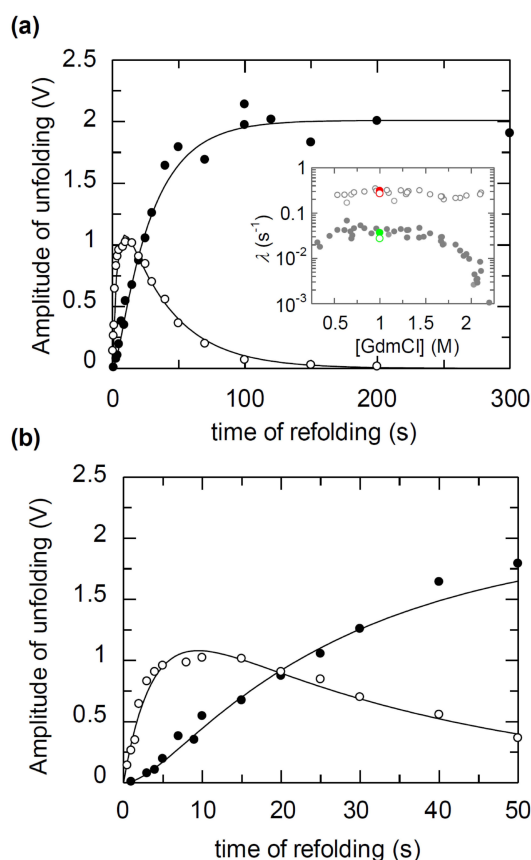 (a)
2.5
2
1.5
1
0.5
0
Amplitude of unfolding (V)
1
0.1
10-2
10-3
λ (s-1)
0.5 1 1.5 2
[GdmCl] (M)
0 100 200 300
time of refolding (s)
(b)
2.5
2
1.5
1
0.5
0
Amplitude of unfolding (V)
0 10 20 30 40 50
time of refolding (s)